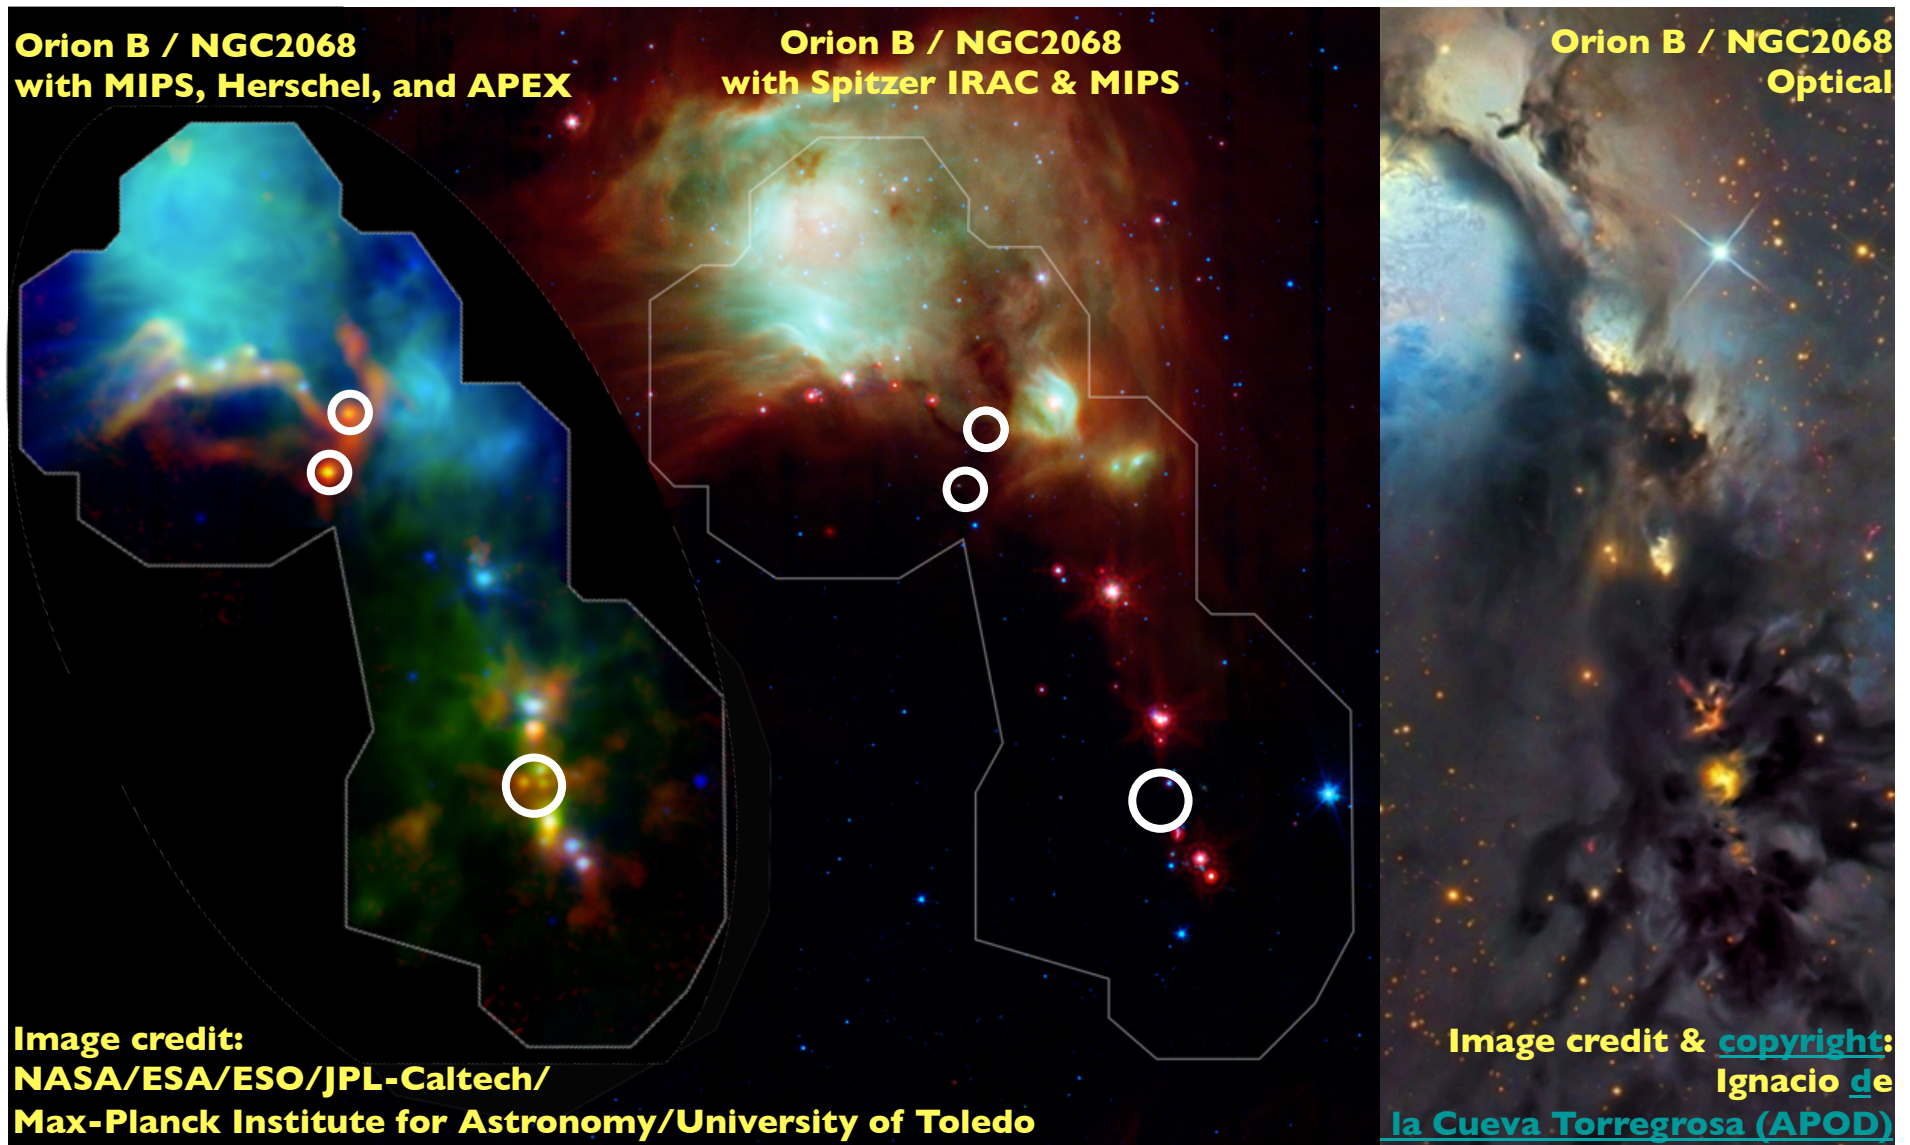 Orion B / NGC2068
with MIPS, Herschel, and APEX
Orion B / NGC2068
with Spitzer IRAC & MIPS
Orion B / NGC2068
Optical
Image credit:
NASA/ESA/ESO/JPL-Caltech/
Max-Planck Institute for Astronomy/University of Toledo
Image credit & copyright:
Ignacio de
la Cueva Torregrosa (APOD)